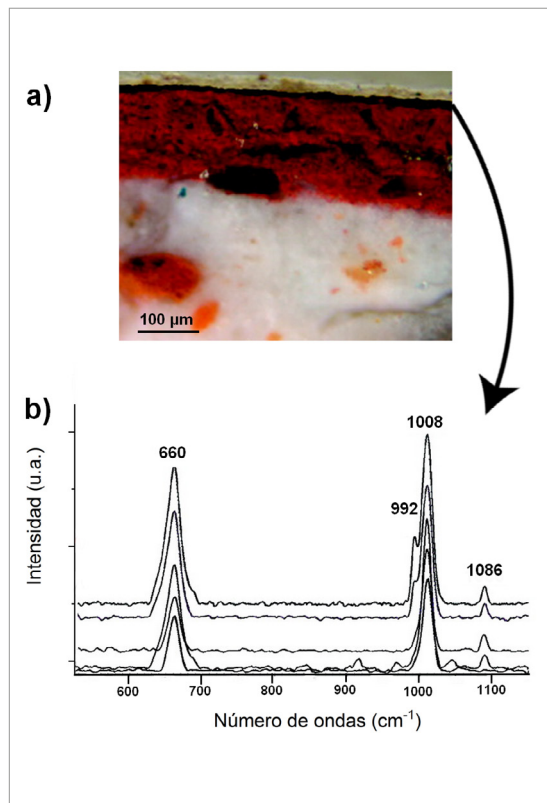 a)
100 µm
b)
1008
660
992
1086
Intensidad (u.a.)
600 700 800 900 1000 1100
Número de ondas (cm⁻¹)